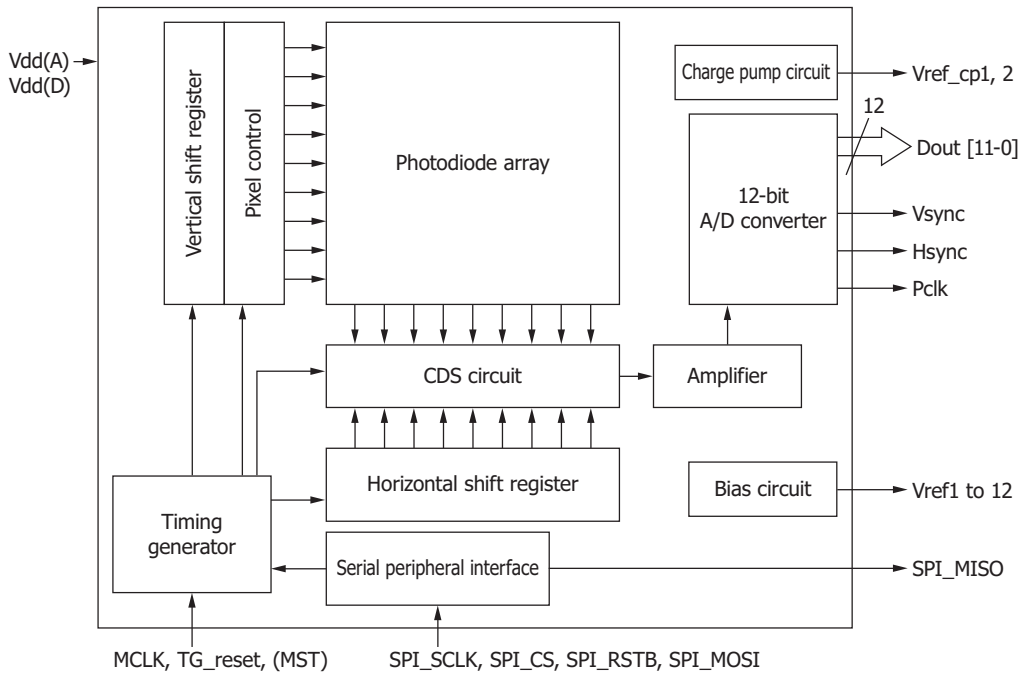 Vdd(A)
Vdd(D)
Vertical shift register
Pixel control
Photodiode array
Charge pump circuit
Vref_cp1, 2
12
Dout [11-0]
12-bit
A/D converter
Vsync
Hsync
Pclk
CDS circuit
Amplifier
Horizontal shift register
Bias circuit
Vref1 to 12
Timing
generator
Serial peripheral interface
SPI_MISO
MCLK, TG_reset, (MST)
SPI_SCLK, SPI_CS, SPI_RSTB, SPI_MOSI